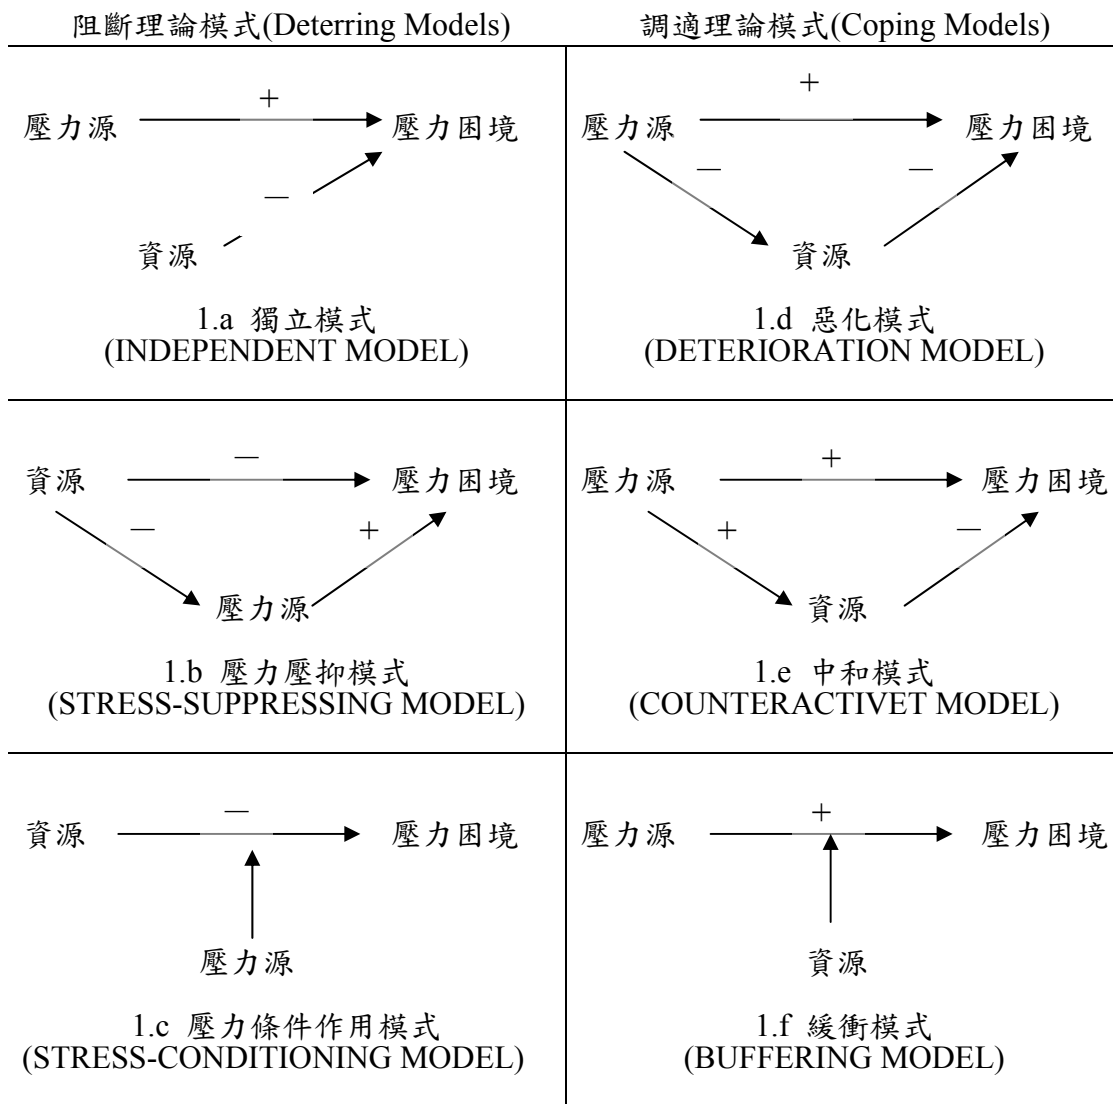 阻斷理論模式(Deterring Models)
調適理論模式(Coping Models)
+
壓力源
壓力困境
—
資源
1.a 獨立模式
(INDEPENDENT MODEL)
+
壓力源
壓力困境
—
—
資源
1.d 惡化模式
(DETERIORATION MODEL)
—
資源
壓力困境
—
+
壓力源
1.b 壓力壓抑模式
(STRESS-SUPPRESSING MODEL)
+
壓力源
壓力困境
+
—
資源
1.e 中和模式
(COUNTERACTIVET MODEL)
—
資源
壓力困境
壓力源
1.c 壓力條件作用模式
(STRESS-CONDITIONING MODEL)
+
壓力源
壓力困境
資源
1.f 緩衝模式
(BUFFERING MODEL)